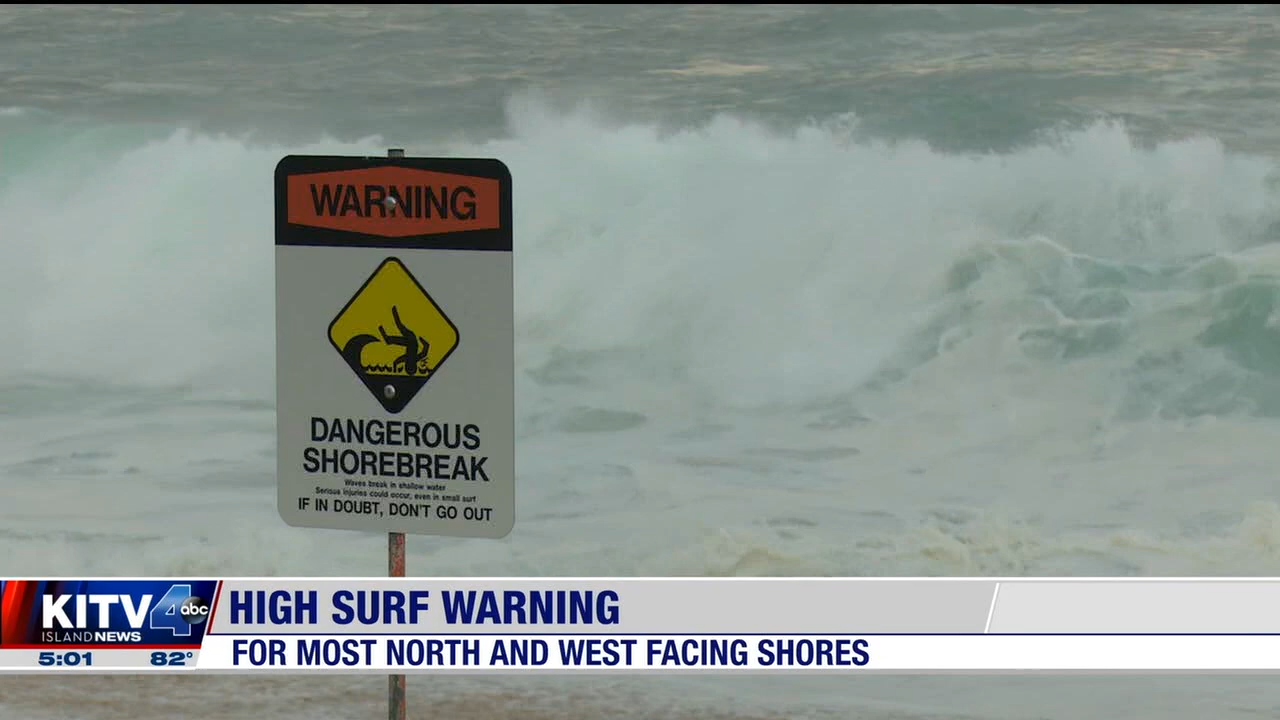 WARNING
DANGEROUS
SHOREBREAK
Waves break in shallow water
Serious injuries could occur, even in small surf
IF IN DOUBT, DON'T GO OUT
KITV 4 abc
ISLAND NEWS
5:01 82°
HIGH SURF WARNING
FOR MOST NORTH AND WEST FACING SHORES